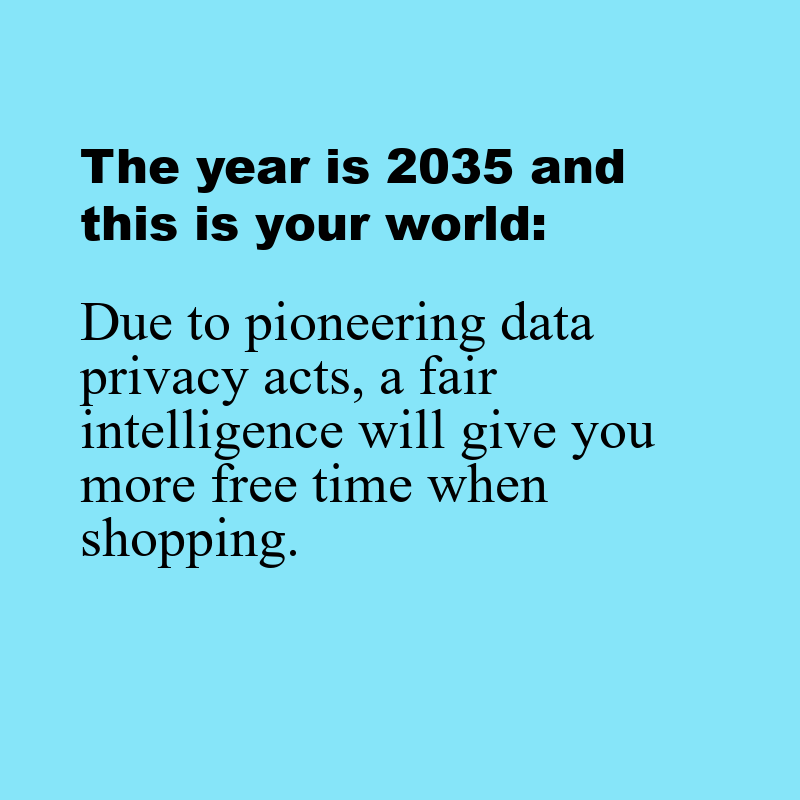 The year is 2035 and
this is your world:
Due to pioneering data
privacy acts, a fair
intelligence will give you
more free time when
shopping.